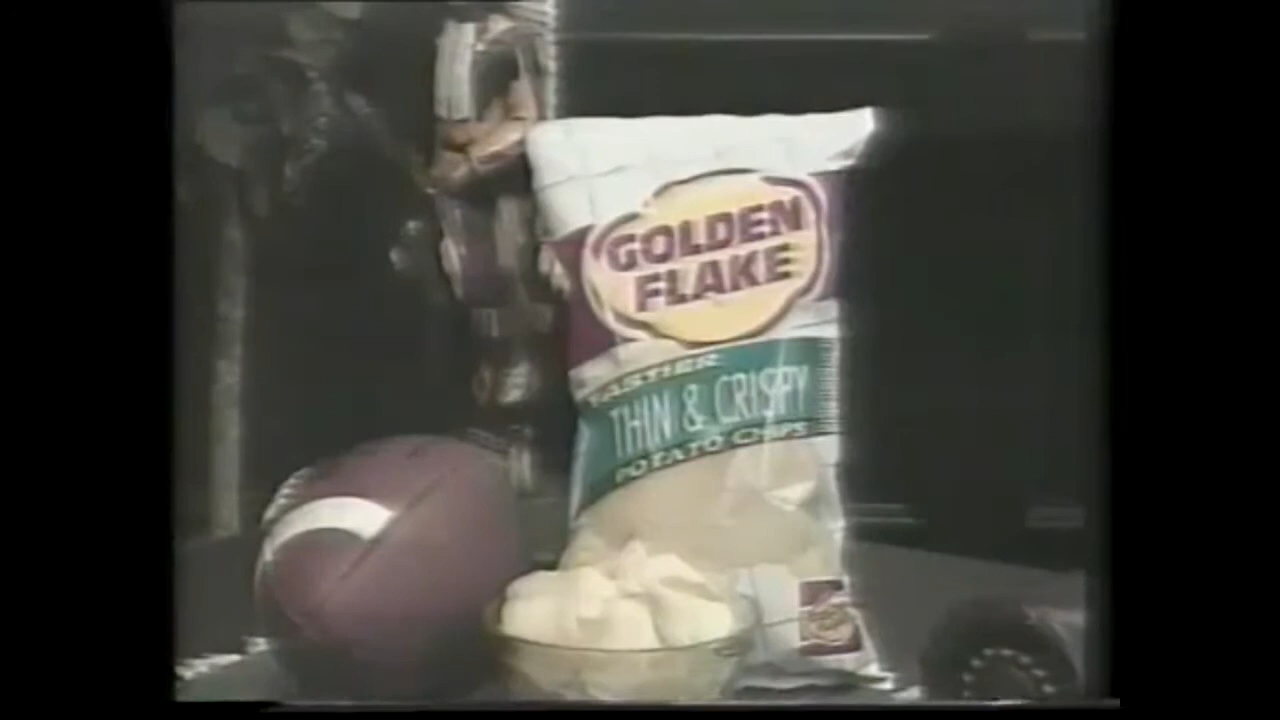 GOLDEN
FLAKE
TASTIER
THIN & CRISPY
POTATO CHIPS